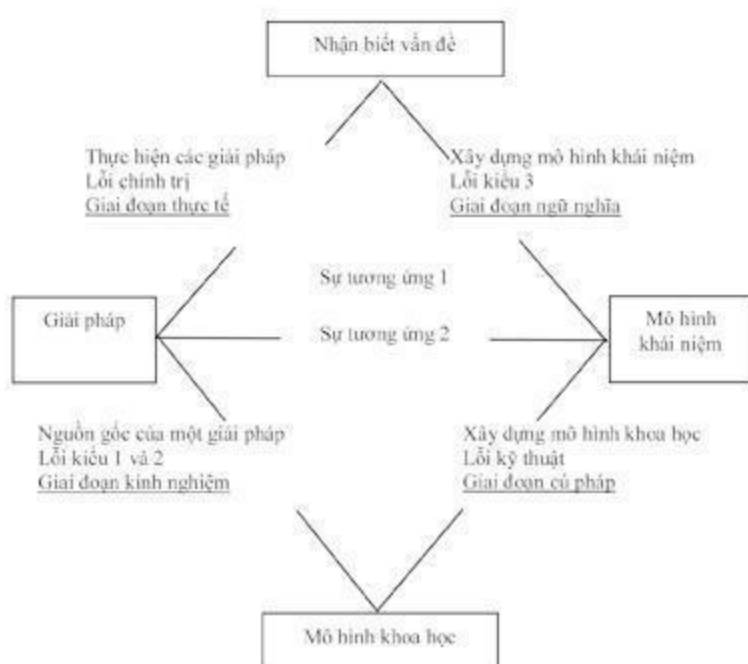 Nhận biết vấn đề
Thực hiện các giải pháp
Lỗi chính trị
Giai đoạn thực tế
Xây dựng mô hình khái niệm
Lỗi kiểu 3
Giai đoạn ngữ nghĩa
Sự tương ứng 1
Giải pháp
Sự tương ứng 2
Mô hình
khái niệm
Nguồn gốc của một giải pháp
Lỗi kiểu 1 và 2
Giai đoạn kinh nghiệm
Xây dựng mô hình khoa học
Lỗi kỹ thuật
Giai đoạn cú pháp
Mô hình khoa học